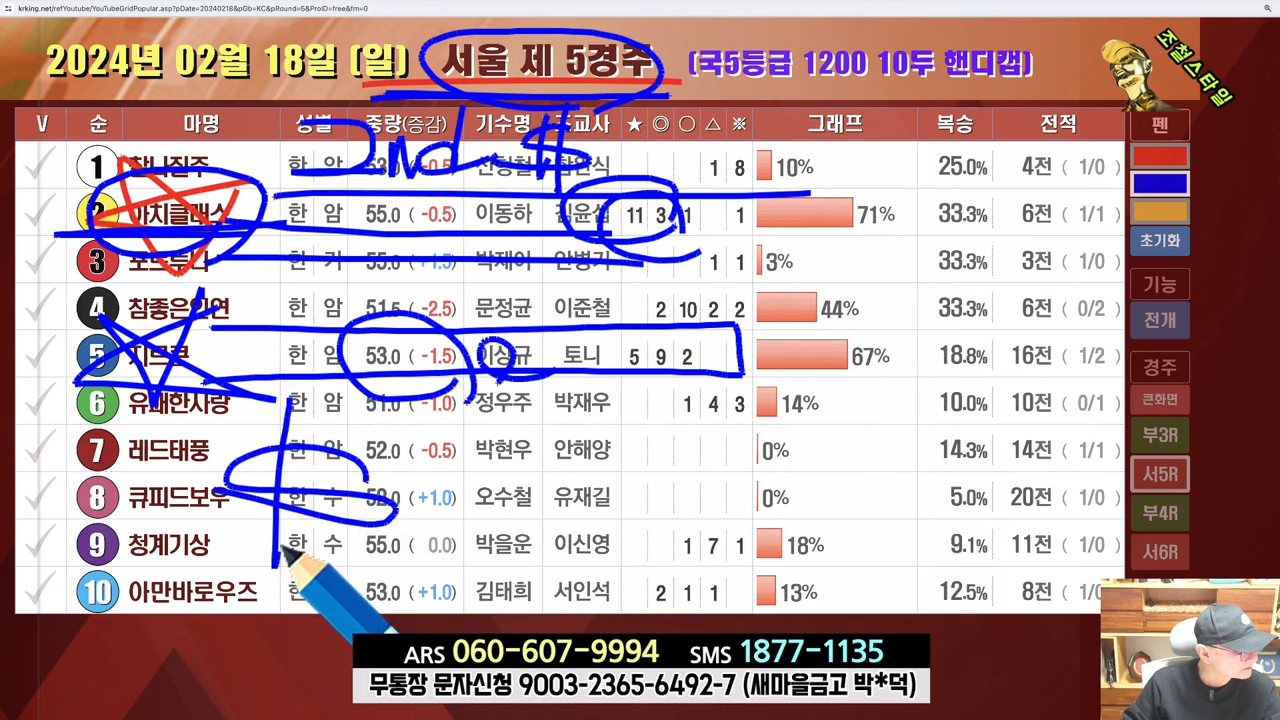 krking.net/refYoutube/YouTubeGridPopular.asp?pDate=20240218&pGb=KC&pRound=5&ProID=free&fm=0
2024년 02월 18일 (일) 서울 제 5경주 (국5등급 1200 10두 핸디캡)
조철스타일
V 순 마명 성별 중량(증감) 기수명 조교사 ★ ◎ ○ △ ※ 그래프 복승 전적
펜
2nd $
1 한 암 53.0 (-0.5) 1 8 10% 25.0% 4전 ( 1/0 )
2 한 암 55.0 ( -0.5) 이동하 11 3 1 1 71% 33.3% 6전 ( 1/1 )
3 한 거 55.0 1 1 3% 33.3% 3전 ( 1/0 )
4 참좋은인연 한 암 51.5 ( -2.5) 문정균 이준철 2 10 2 2 44% 33.3% 6전 ( 0/2 )
5 한 암 53.0 ( -1.5) 이상규 토니 5 9 2 67% 18.8% 16전 ( 1/2 )
6 유쾌한사랑 한 암 51.0 ( -1.0) 정우주 박재우 1 4 3 14% 10.0% 10전 ( 0/1 )
7 레드태풍 한 암 52.0 ( -0.5) 박현우 안해양 0% 14.3% 14전 ( 1/1 )
8 큐피드보우 한 수 52.0 ( +1.0) 오수철 유재길 0% 5.0% 20전 ( 1/0 )
9 청계기상 한 수 55.0 ( 0.0) 박을운 이신영 1 7 1 18% 9.1% 11전 ( 1/0 )
10 아만바로우즈 한 53.0 ( +1.0) 김태희 서인석 2 1 1 13% 12.5% 8전 ( 1/0
$
초기화
기능
전개
경주
큰화면
부3R
서5R
부4R
서6R
ARS 060-607-9994 SMS 1877-1135
무통장 문자신청 9003-2365-6492-7 (새마을금고 박*덕)